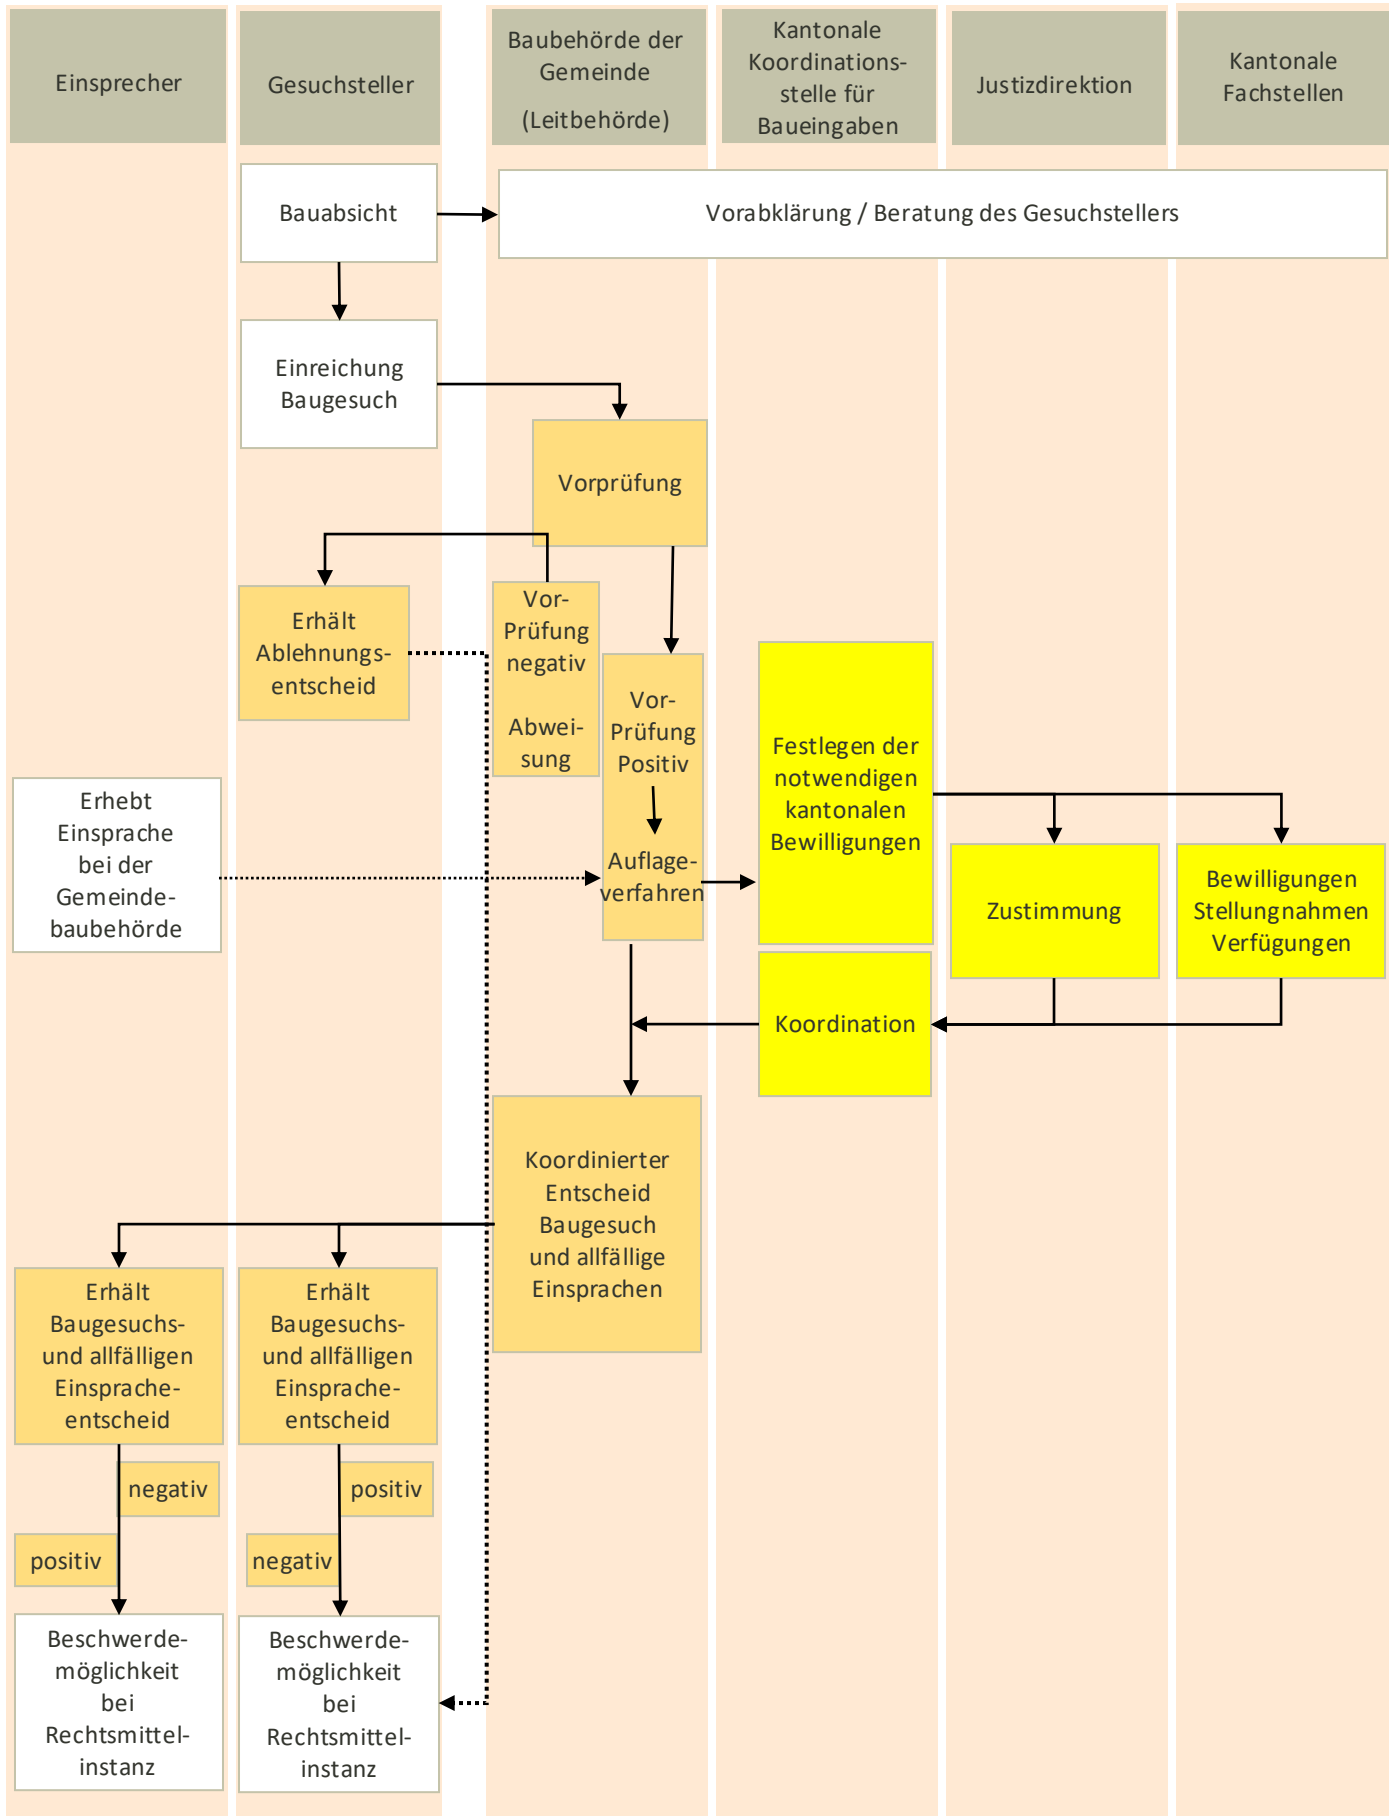 Einsprecher
Gesuchsteller
Baubehörde der
Gemeinde
(Leitbehörde)
Kantonale
Koordinations-
stelle für
Baueingaben
Justizdirektion
Kantonale
Fachstellen
Bauabsicht
Vorabklärung / Beratung des Gesuchstellers
Einreichung
Baugesuch
Vorprüfung
Erhält
Ablehnungs-
entscheid
Vor-
Prüfung
negativ
Abwei-
sung
Vor-
Prüfung
Positiv
Auflage-
verfahren
Festlegen der
notwendigen
kantonalen
Bewilligungen
Erhebt
Einsprache
bei der
Gemeinde-
baubehörde
Zustimmung
Bewilligungen
Stellungnahmen
Verfügungen
Koordination
Koordinierter
Entscheid
Baugesuch
und allfällige
Einsprachen
Erhält
Baugesuchs-
und allfälligen
Einsprache-
entscheid
Erhält
Baugesuchs-
und allfälligen
Einsprache-
entscheid
negativ
positiv
positiv
negativ
Beschwerde-
möglichkeit
bei
Rechtsmittel-
instanz
Beschwerde-
möglichkeit
bei
Rechtsmittel-
instanz